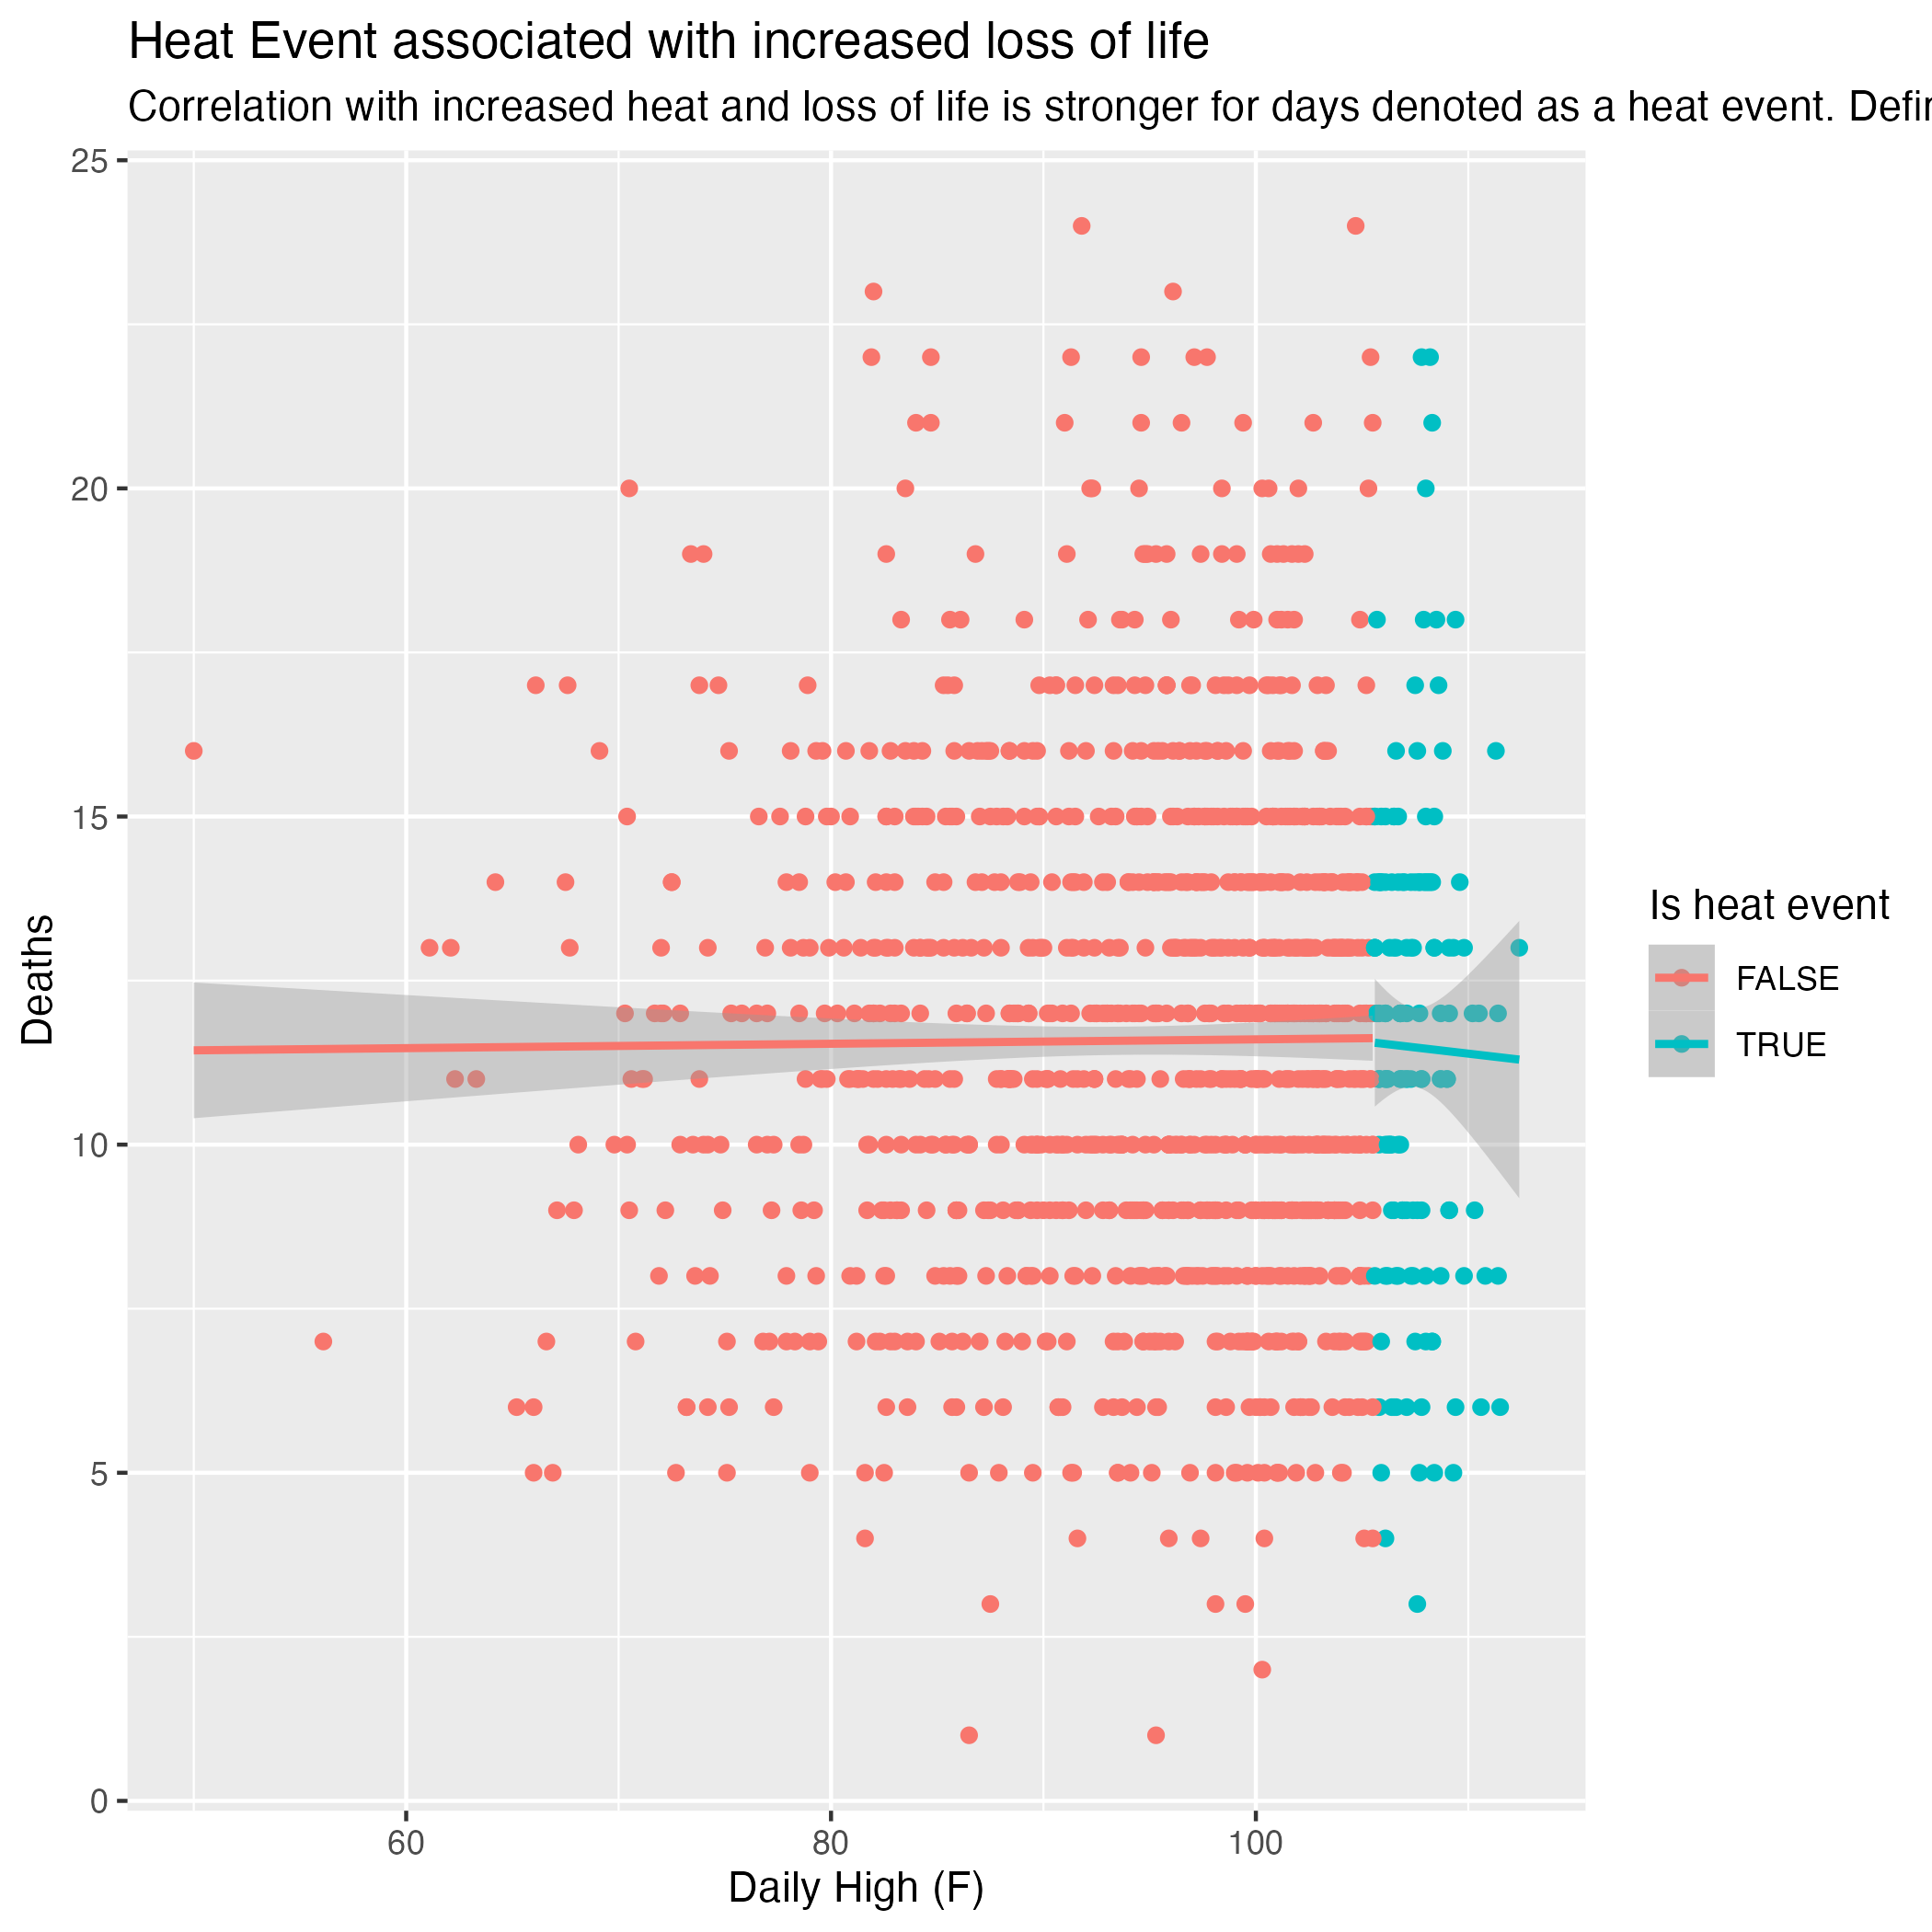 Heat Event associated with increased loss of life
Correlation with increased heat and loss of life is stronger for days denoted as a heat event.
25
20
15
10
5
0
Deaths
60
80
100
Daily High (F)
Is heat event
FALSE
TRUE